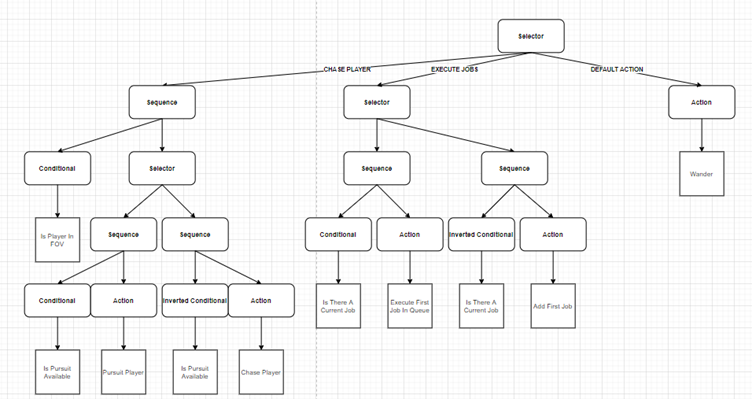 Selector
CHASE PLAYER
EXECUTE JOBS
DEFAULT ACTION
Sequence
Selector
Action
Conditional
Selector
Sequence
Sequence
Wander
Is Player In
FOV
Sequence
Sequence
Conditional
Action
Inverted Conditional
Action
Conditional
Action
Inverted Conditional
Action
Is There A
Current Job
Execute First
Job In Queue
Is There A
Current Job
Add First Job
Is Pursuit
Available
Pursuit Player
Is Pursuit
Available
Chase Player